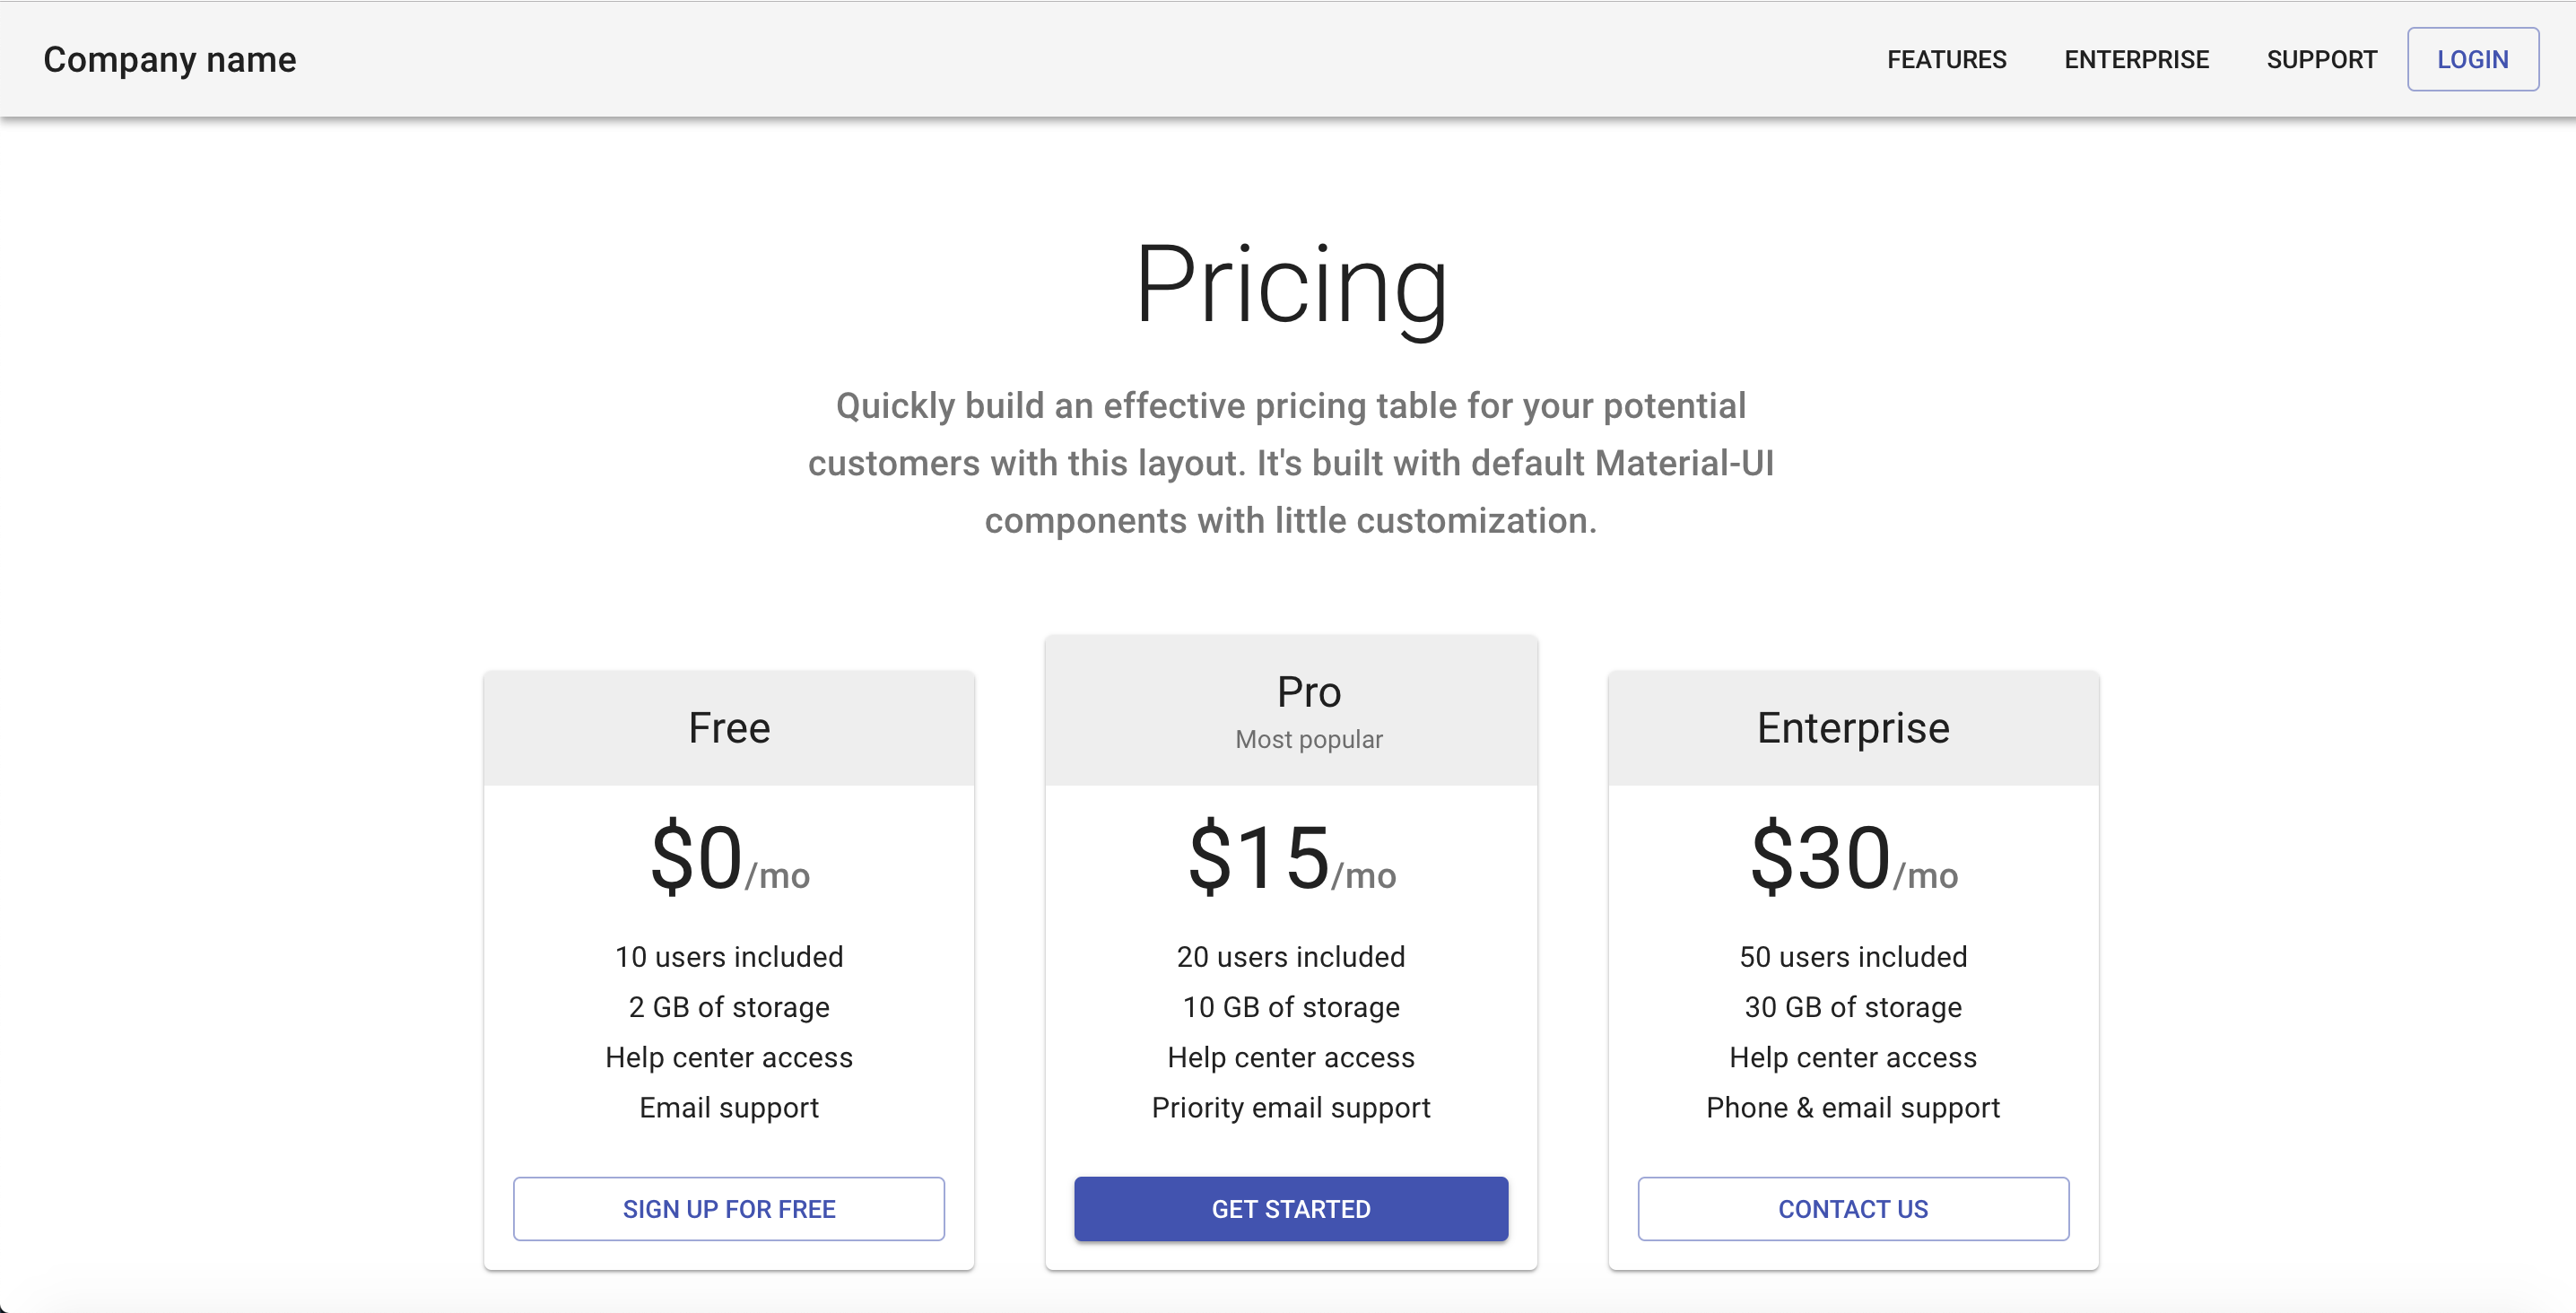 Company name
FEATURES
ENTERPRISE
SUPPORT
LOGIN
Pricing
Quickly build an effective pricing table for your potential
customers with this layout. It's built with default Material-UI
components with little customization.
Free
$0/mo
10 users included
2 GB of storage
Help center access
Email support
SIGN UP FOR FREE
Pro
Most popular
$15/mo
20 users included
10 GB of storage
Help center access
Priority email support
GET STARTED
Enterprise
$30/mo
50 users included
30 GB of storage
Help center access
Phone & email support
CONTACT US